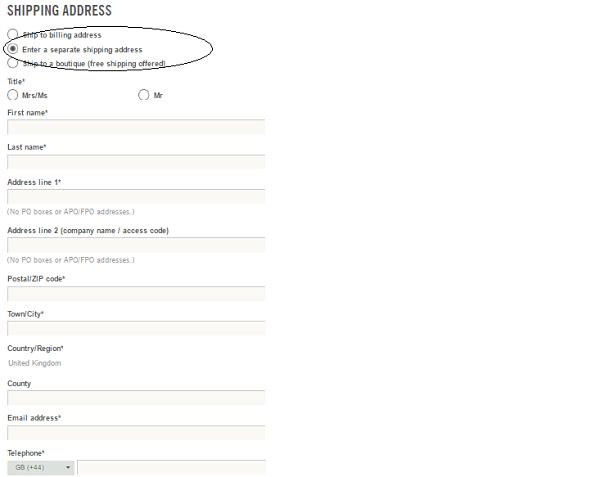 SHIPPING ADDRESS
Ship to billing address
Enter a separate shipping address
Ship to a boutique (free shipping offered)
Title*
Mrs/Ms Mr
First name*
Last name*
Address line 1*
(No PO boxes or APO/FPO addresses.)
Address line 2 (company name / access code)
(No PO boxes or APO/FPO addresses.)
Postal/ZIP code*
Town/City*
Country/Region*
United Kingdom
County
Email address*
Telephone*
GB (+44)